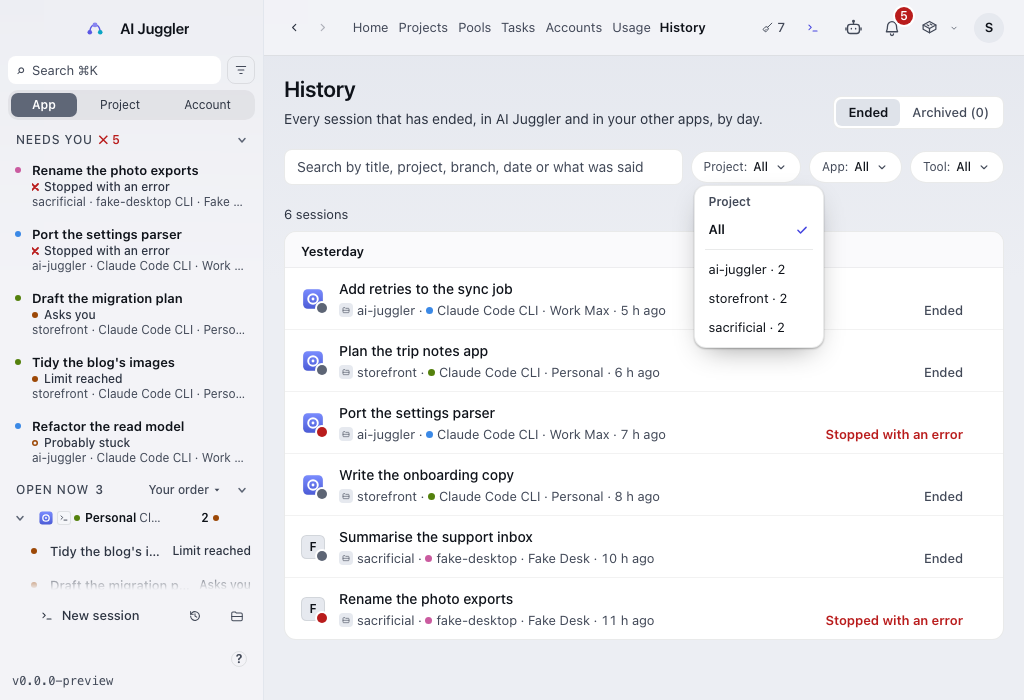 AI Juggler
Search ⌘K
App Project Account
NEEDS YOU 5
Rename the photo exports
Stopped with an error
sacrificial · fake-desktop CLI · Fake ...
Port the settings parser
Stopped with an error
ai-juggler · Claude Code CLI · Work ...
Draft the migration plan
Asks you
storefront · Claude Code CLI · Perso...
Tidy the blog's images
Limit reached
storefront · Claude Code CLI · Perso...
Refactor the read model
Probably stuck
ai-juggler · Claude Code CLI · Work ...
OPEN NOW 3 Your order
Personal Cl... 2
Tidy the blog's i... Limit reached
Draft the migration p... Asks you
New session
?
v0.0.0-preview
Home Projects Pools Tasks Accounts Usage History
7
5
S
History
Every session that has ended, in AI Juggler and in your other apps, by day.
Ended Archived (0)
Search by title, project, branch, date or what was said
Project: All App: All Tool: All
Project
All
ai-juggler · 2
storefront · 2
sacrificial · 2
6 sessions
Yesterday
Add retries to the sync job
ai-juggler · Claude Code CLI · Work Max · 5 h ago Ended
Plan the trip notes app
storefront · Claude Code CLI · Personal · 6 h ago Ended
Port the settings parser
ai-juggler · Claude Code CLI · Work Max · 7 h ago Stopped with an error
Write the onboarding copy
storefront · Claude Code CLI · Personal · 8 h ago Ended
F
Summarise the support inbox
sacrificial · fake-desktop · Fake Desk · 10 h ago Ended
F
Rename the photo exports
sacrificial · fake-desktop · Fake Desk · 11 h ago Stopped with an error